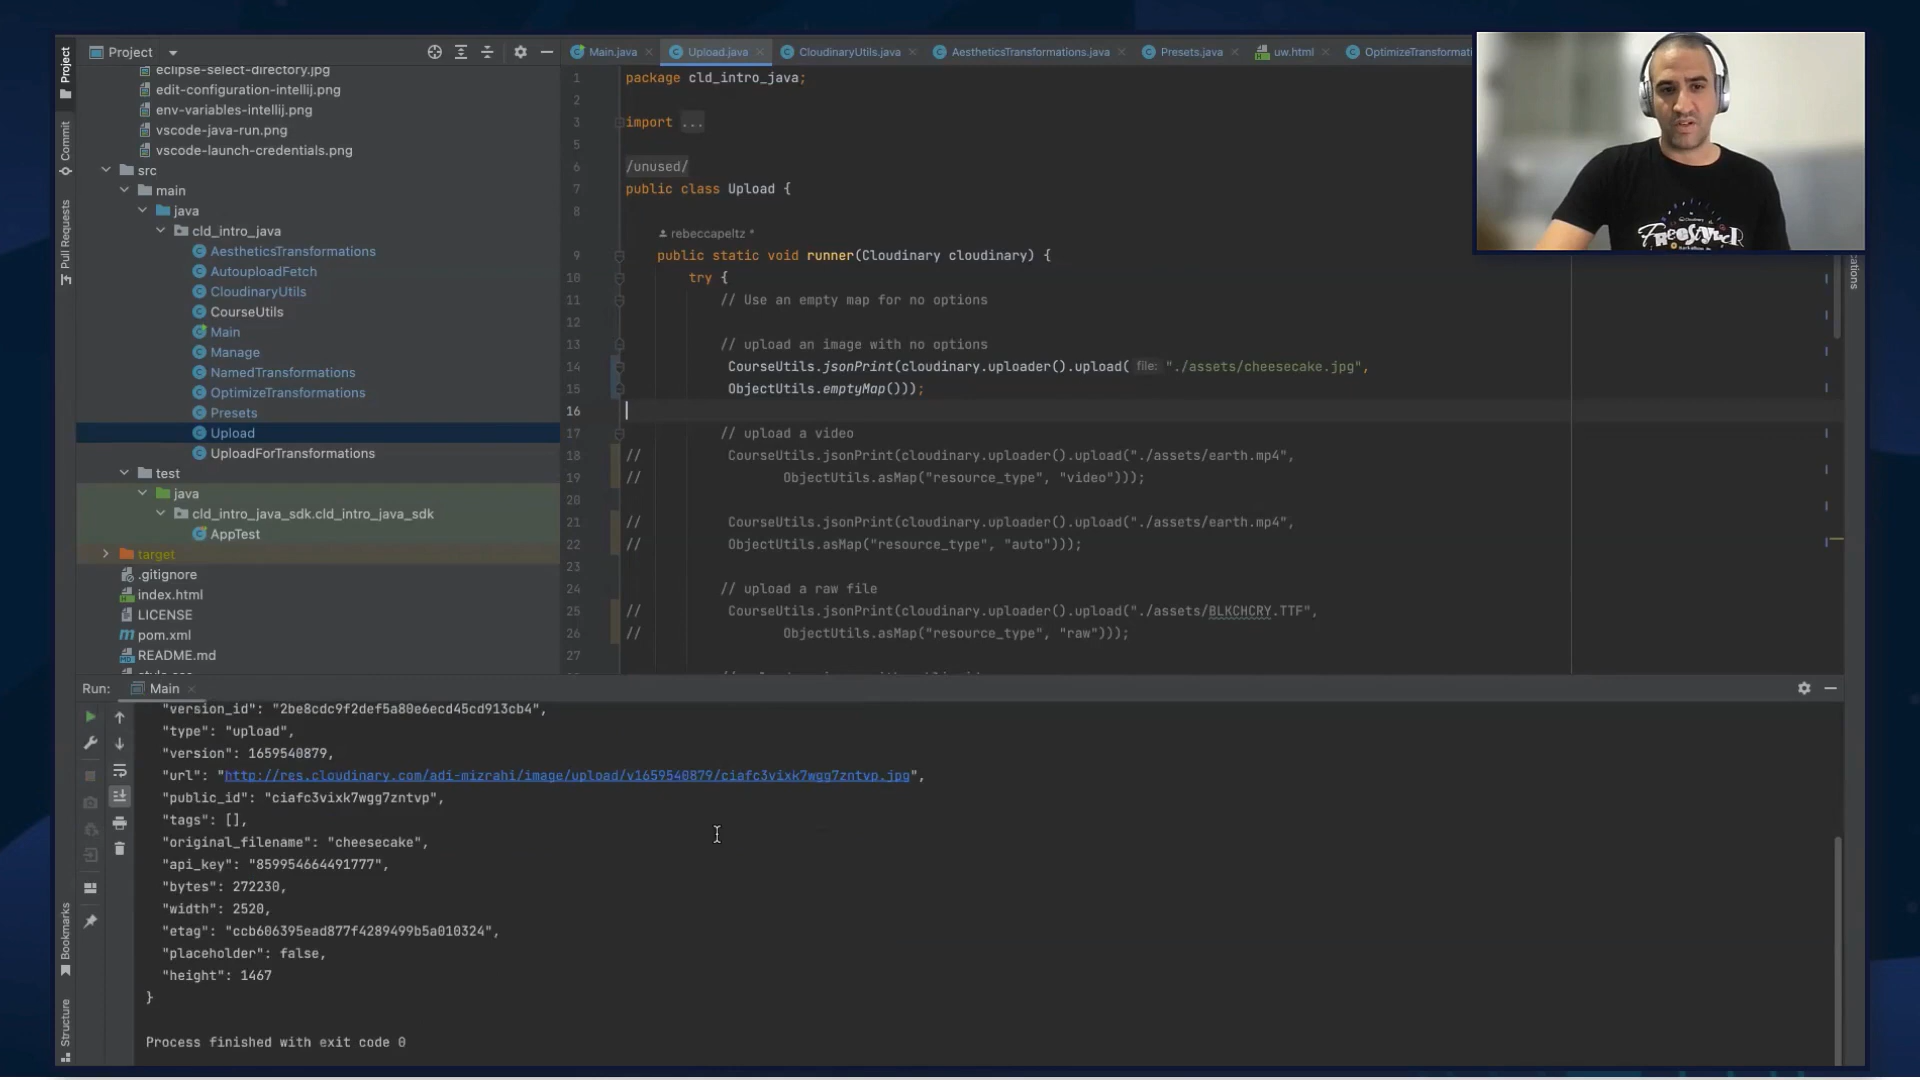 Project
eclipse-select-directory.jpg
edit-configuration-intellij.png
env-variables-intellij.png
vscode-java-run.png
vscode-launch-credentials.png
src
main
java
cld_intro_java
AestheticsTransformations
AutouploadFetch
CloudinaryUtils
CourseUtils
Main
Manage
NamedTransformations
OptimizeTransformations
Presets
Upload
UploadForTransformations
test
java
cld_intro_java_sdk.cld_intro_java_sdk
AppTest
target
.gitignore
index.html
LICENSE
pom.xml
README.md
Project
Commit
Pull Requests
Bookmarks
Structure
Main.java
Upload.java
CloudinaryUtils.java
AestheticsTransformations.java
Presets.java
uw.html
OptimizeTransformati
1 package cld_intro_java;
2
3 import ...
5
6 /unused/
7 public class Upload {
8
rebeccapeltz *
9 public static void runner(Cloudinary cloudinary) {
10 try {
11 // Use an empty map for no options
12
13 // upload an image with no options
14 CourseUtils.jsonPrint(cloudinary.uploader().upload( file: "./assets/cheesecake.jpg",
15 ObjectUtils.emptyMap()));
16
17 // upload a video
18 // CourseUtils.jsonPrint(cloudinary.uploader().upload("./assets/earth.mp4",
19 // ObjectUtils.asMap("resource_type", "video")));
20
21 // CourseUtils.jsonPrint(cloudinary.uploader().upload("./assets/earth.mp4",
22 // ObjectUtils.asMap("resource_type", "auto")));
23
24 // upload a raw file
25 // CourseUtils.jsonPrint(cloudinary.uploader().upload("./assets/BLKCHCRY.TTF",
26 // ObjectUtils.asMap("resource_type", "raw")));
27
Cloudinary
FREESTYLER
cations
Run: Main
"version_id": "2be8cdc9f2def5a80e6ecd45cd913cb4",
"type": "upload",
"version": 1659540879,
"url": "http://res.cloudinary.com/adi-mizrahi/image/upload/v1659540879/ciafc3vixk7wgg7zntvp.jpg",
"public_id": "ciafc3vixk7wgg7zntvp",
"tags": [],
"original_filename": "cheesecake",
"api_key": "859954664491777",
"bytes": 272230,
"width": 2520,
"etag": "ccb606395ead877f4289499b5a010324",
"placeholder": false,
"height": 1467
}
Process finished with exit code 0